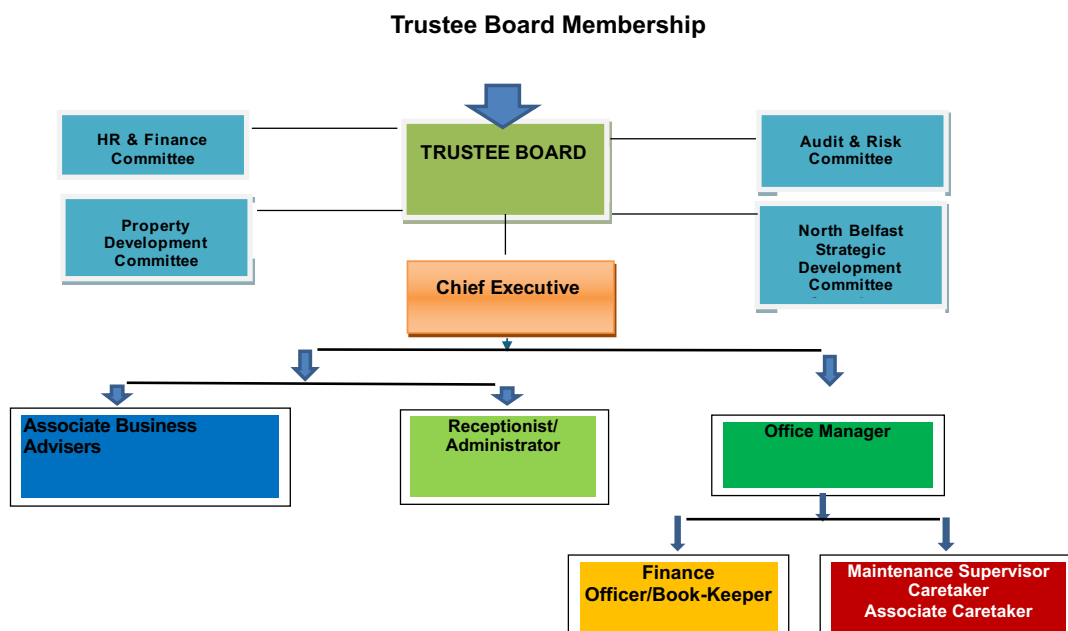 Trustee Board Membership
HR & Finance
Committee
TRUSTEE BOARD
Audit & Risk
Committee
Property
Development
Committee
North Belfast
Strategic
Development
Committee
Chief Executive
Associate Business
Advisers
Receptionist/
Administrator
Office Manager
Finance
Officer/Book-Keeper
Maintenance Supervisor
Caretaker
Associate Caretaker